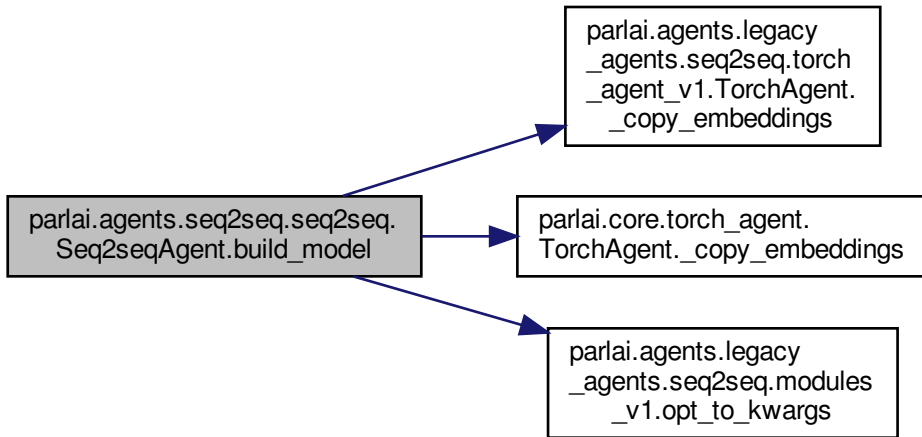 parlai.agents.legacy
_agents.seq2seq.torch
_agent_v1.TorchAgent.
_copy_embeddings
parlai.agents.seq2seq.seq2seq.
Seq2seqAgent.build_model
parlai.core.torch_agent.
TorchAgent._copy_embeddings
parlai.agents.legacy
_agents.seq2seq.modules
_v1.opt_to_kwargs